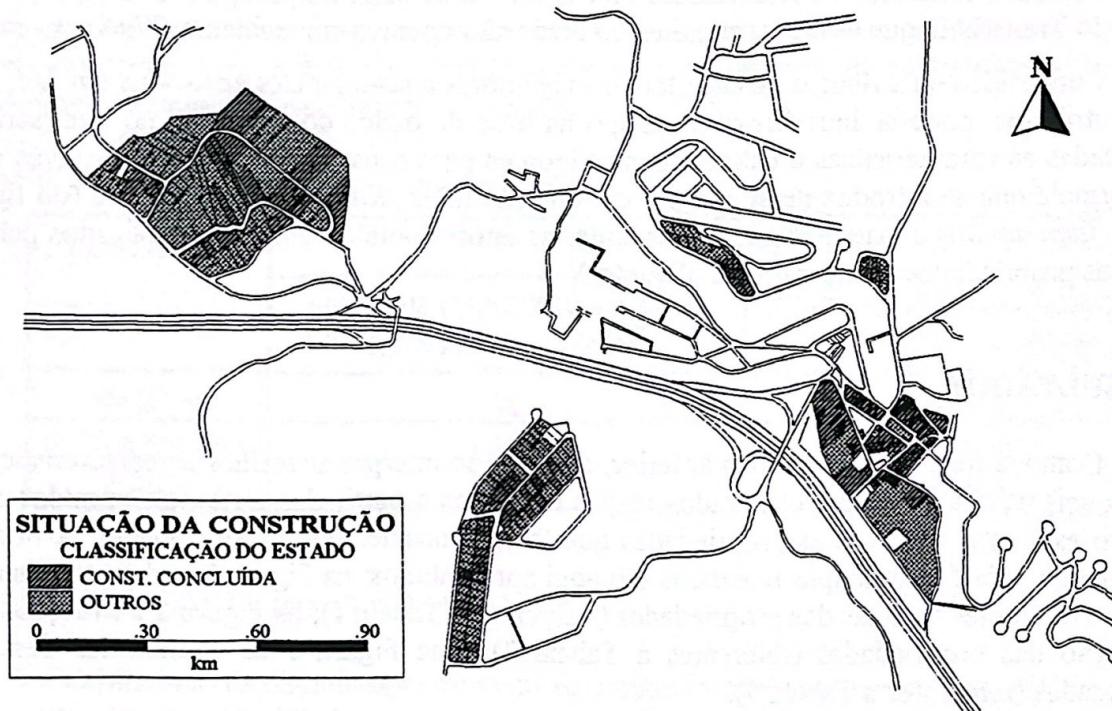 N
SITUAÇÃO DA CONSTRUÇÃO
CLASSIFICAÇÃO DO ESTADO
CONST. CONCLUÍDA
OUTROS
0 30 60 90
km